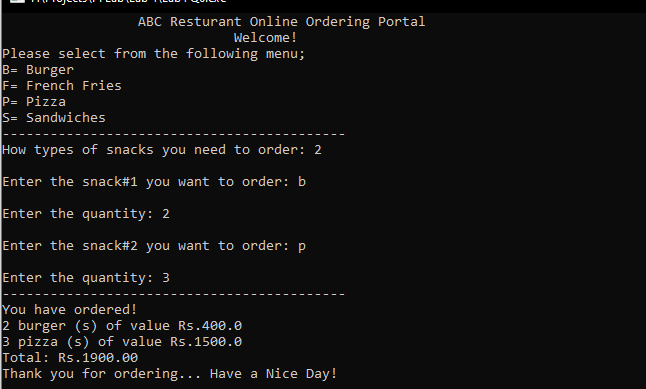 ABC Resturant Online Ordering Portal
Welcome!
Please select from the following menu;
B= Burger
F= French Fries
P= Pizza
S= Sandwiches
-------------------------------------------
How types of snacks you need to order: 2
Enter the snack#1 you want to order: b
Enter the quantity: 2
Enter the snack#2 you want to order: p
Enter the quantity: 3
-------------------------------------------
You have ordered!
2 burger (s) of value Rs.400.0
3 pizza (s) of value Rs.1500.0
Total: Rs.1900.00
Thank you for ordering... Have a Nice Day!